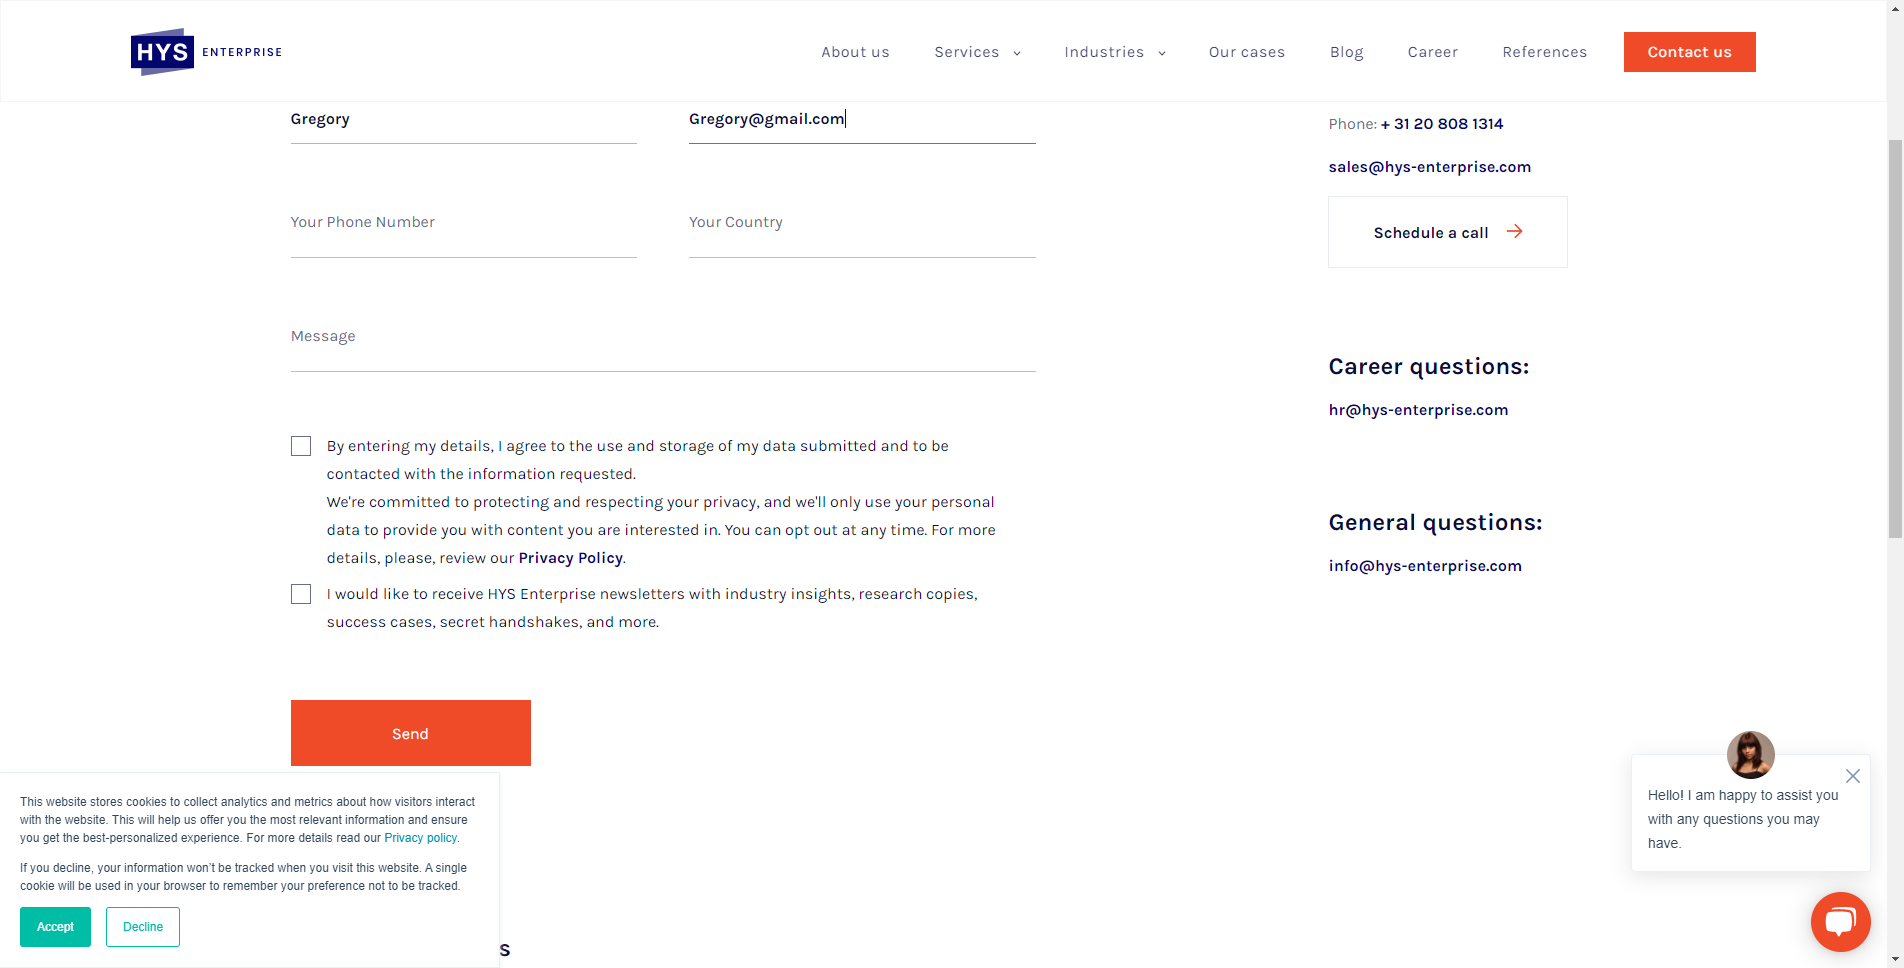 HYS ENTERPRISE
About us Services Industries Our cases Blog Career References Contact us
Gregory Gregory@gmail.com
Phone: + 31 20 808 1314
sales@hys-enterprise.com
Your Phone Number Your Country
Schedule a call
Message
Career questions:
hr@hys-enterprise.com
By entering my details, I agree to the use and storage of my data submitted and to be
contacted with the information requested.
We're committed to protecting and respecting your privacy, and we'll only use your personal
data to provide you with content you are interested in. You can opt out at any time. For more
details, please, review our Privacy Policy.
General questions:
info@hys-enterprise.com
I would like to receive HYS Enterprise newsletters with industry insights, research copies,
success cases, secret handshakes, and more.
Send
This website stores cookies to collect analytics and metrics about how visitors interact
with the website. This will help us offer you the most relevant information and ensure
you get the best-personalized experience. For more details read our Privacy policy.
If you decline, your information won't be tracked when you visit this website. A single
cookie will be used in your browser to remember your preference not to be tracked.
Accept Decline
Hello! I am happy to assist you
with any questions you may
have.